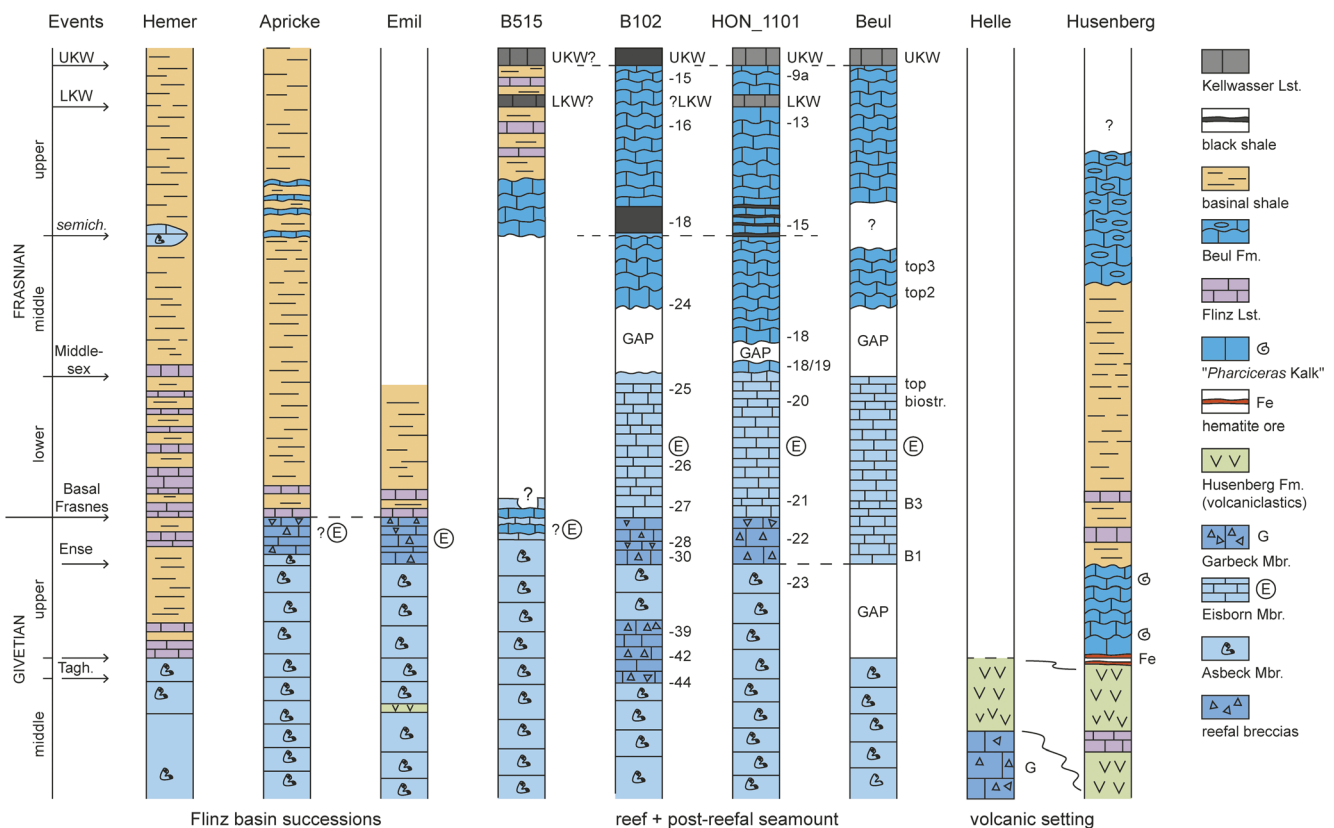 Events
Hemer
Apricke
Emil
B515
B102
HON_1101
Beul
Helle
Husenberg
UKW
LKW
semich.
Middle-
sex
Basal
Frasnes
Ense
Tagh.
FRASNIAN
upper
middle
lower
GIVETIAN
upper
middle
? E
E
UKW?
LKW?
?
? E
UKW
-15
?LKW
-16
-18
-24
GAP
-25
E
-26
-27
-28
-30
-39
-42
-44
UKW
-9a
LKW
-13
-15
-18
GAP
-18/19
-20
E
-21
-22
-23
UKW
?
top3
top2
GAP
top
biostr.
E
B3
B1
GAP
G
?
Fe
Kellwasser Lst.
black shale
basinal shale
Beul Fm.
Flinz Lst.
"Pharciceras Kalk"
Fe
hematite ore
Husenberg Fm.
(volcaniclastics)
G
Garbeck Mbr.
E
Eisborn Mbr.
Asbeck Mbr.
reefal breccias
Flinz basin successions
reef + post-reefal seamount
volcanic setting